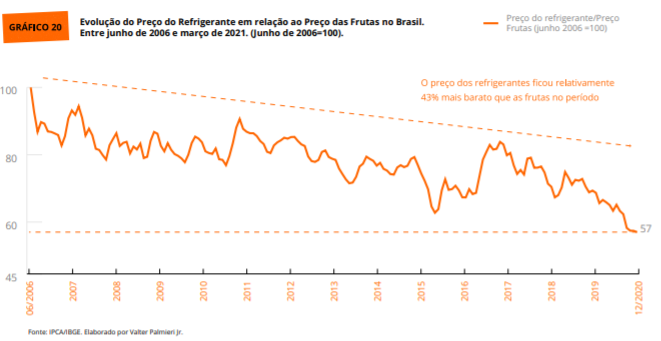 GRÁFICO 20
Evolução do Preço do Refrigerante em relação ao Preço das Frutas no Brasil.
Entre junho de 2006 e março de 2021. (Junho de 2006=100).
Preço do refrigerante/Preço
Frutas (junho 2006 =100)
O preço dos refrigerantes ficou relativamente
43% mais barato que as frutas no período
100
80
60
57
45
06/2006 2007 2008 2009 2010 2011 2012 2013 2014 2015 2016 2017 2018 2019 12/2020
Fonte: IPCA/IBGE. Elaborado por Valter Palmieri Jr.